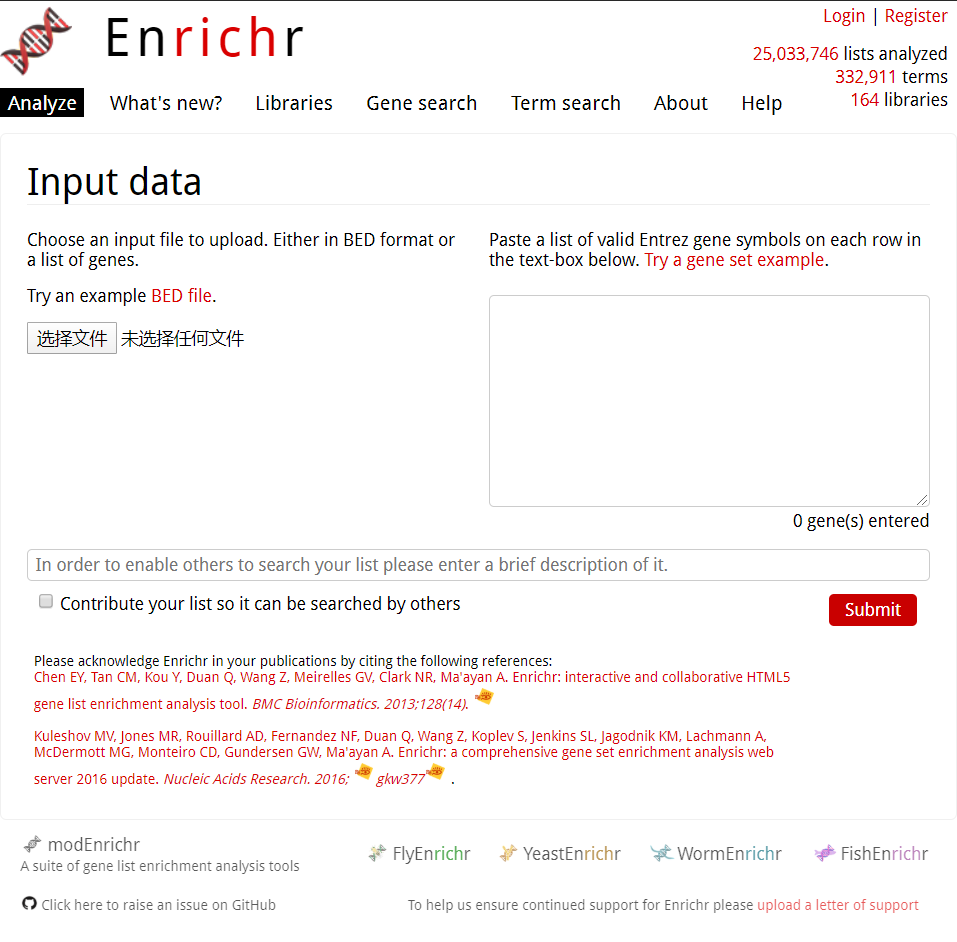 Enrichr
Login | Register
25,033,746 lists analyzed
332,911 terms
164 libraries
Analyze What's new? Libraries Gene search Term search About Help
Input data
Choose an input file to upload. Either in BED format or
a list of genes.
Try an example BED file.
选择文件 未选择任何文件
Paste a list of valid Entrez gene symbols on each row in
the text-box below. Try a gene set example.
0 gene(s) entered
In order to enable others to search your list please enter a brief description of it.
Contribute your list so it can be searched by others
Submit
Please acknowledge Enrichr in your publications by citing the following references:
Chen EY, Tan CM, Kou Y, Duan Q, Wang Z, Meirelles GV, Clark NR, Ma'ayan A. Enrichr: interactive and collaborative HTML5
gene list enrichment analysis tool. BMC Bioinformatics. 2013;128(14).
Kuleshov MV, Jones MR, Rouillard AD, Fernandez NF, Duan Q, Wang Z, Koplev S, Jenkins SL, Jagodnik KM, Lachmann A,
McDermott MG, Monteiro CD, Gundersen GW, Ma'ayan A. Enrichr: a comprehensive gene set enrichment analysis web
server 2016 update. Nucleic Acids Research. 2016; gkw377 .
modEnrichr
A suite of gene list enrichment analysis tools
FlyEnrichr YeastEnrichr WormEnrichr FishEnrichr
Click here to raise an issue on GitHub
To help us ensure continued support for Enrichr please upload a letter of support